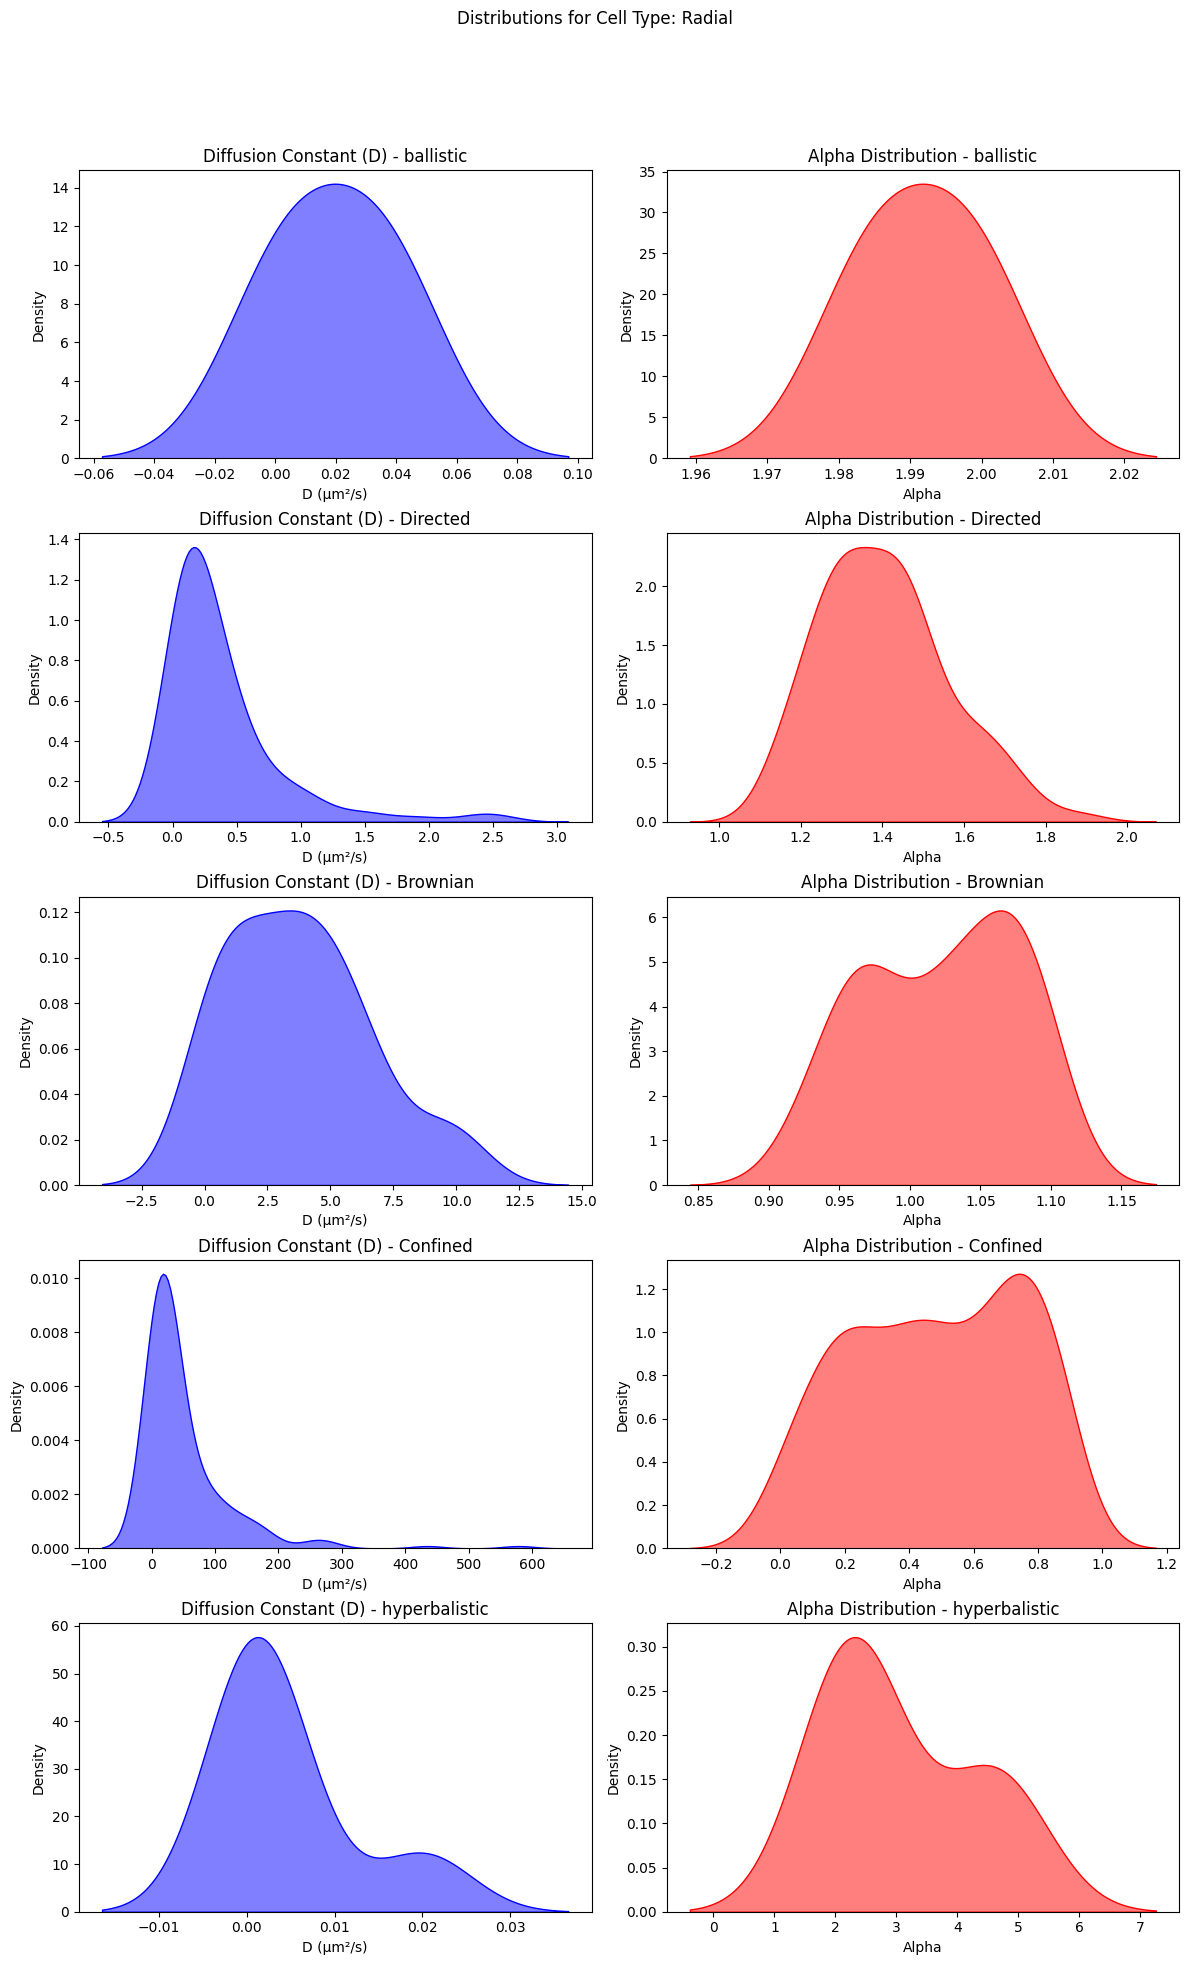 Distributions for Cell Type: Radial
Diffusion Constant (D) - ballistic
Density
14
12
10
8
6
4
2
0
−0.06 −0.04 −0.02 0.00 0.02 0.04 0.06 0.08 0.10
D (μm²/s)
Alpha Distribution - ballistic
Density
35
30
25
20
15
10
5
0
1.96 1.97 1.98 1.99 2.00 2.01 2.02
Alpha
Diffusion Constant (D) - Directed
Density
1.4
1.2
1.0
0.8
0.6
0.4
0.2
0.0
−0.5 0.0 0.5 1.0 1.5 2.0 2.5 3.0
D (μm²/s)
Alpha Distribution - Directed
Density
2.0
1.5
1.0
0.5
0.0
1.0 1.2 1.4 1.6 1.8 2.0
Alpha
Diffusion Constant (D) - Brownian
Density
0.12
0.10
0.08
0.06
0.04
0.02
0.00
−2.5 0.0 2.5 5.0 7.5 10.0 12.5 15.0
D (μm²/s)
Alpha Distribution - Brownian
Density
6
5
4
3
2
1
0
0.85 0.90 0.95 1.00 1.05 1.10 1.15
Alpha
Diffusion Constant (D) - Confined
Density
0.010
0.008
0.006
0.004
0.002
0.000
−100 0 100 200 300 400 500 600
D (μm²/s)
Alpha Distribution - Confined
Density
1.2
1.0
0.8
0.6
0.4
0.2
0.0
−0.2 0.0 0.2 0.4 0.6 0.8 1.0 1.2
Alpha
Diffusion Constant (D) - hyperbalistic
Density
60
50
40
30
20
10
0
−0.01 0.00 0.01 0.02 0.03
D (μm²/s)
Alpha Distribution - hyperbalistic
Density
0.30
0.25
0.20
0.15
0.10
0.05
0.00
0 1 2 3 4 5 6 7
Alpha